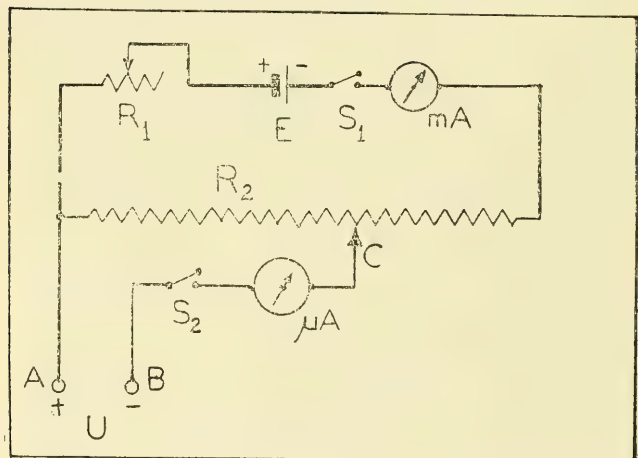 + -
R1 E S1 mA
R2
C
S2 μA
A B
+ -
U